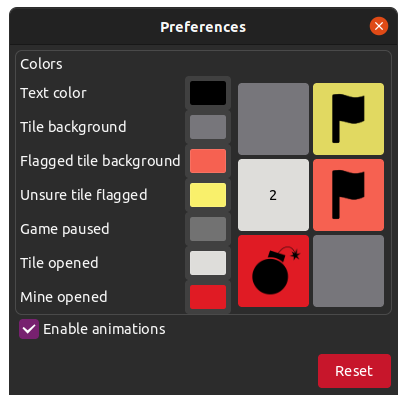 Preferences
Colors
Text color
Tile background
Flagged tile background
Unsure tile flagged
Game paused
Tile opened
Mine opened
2
Enable animations
Reset